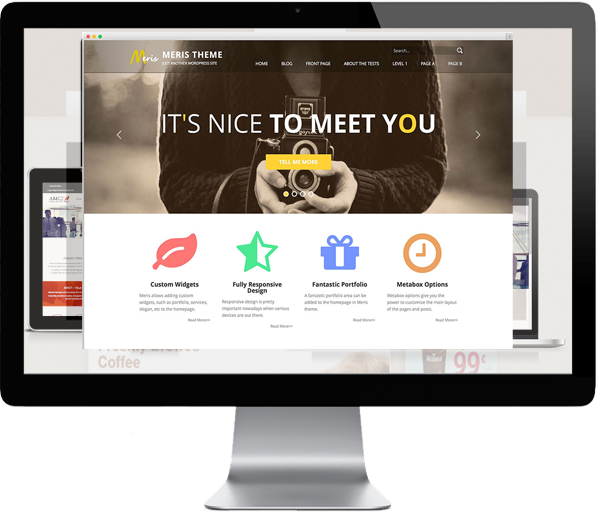 Search...
Meris MERIS THEME
JUST ANOTHER WORDPRESS SITE
HOME BLOG FRONT PAGE ABOUT THE TESTS LEVEL 1 PAGE A PAGE B
IT'S NICE TO MEET YOU
TELL ME MORE
Custom Widgets
Meris allows adding custom
widgets, such as portfolio, services,
slogan, etc to the homepage.
Read More>>
Fully Responsive
Design
Responsive design is pretty
important nowadays when various
devices are out there.
Read More>>
Fantastic Portfolio
A fantastic portfolio area can be
added to the homepage in Meris
theme.
Read More>>
Metabox Options
Metabox options give you the
power to customize the main layout
of the pages and posts.
Read More>>
AMGT
Coffee
99¢